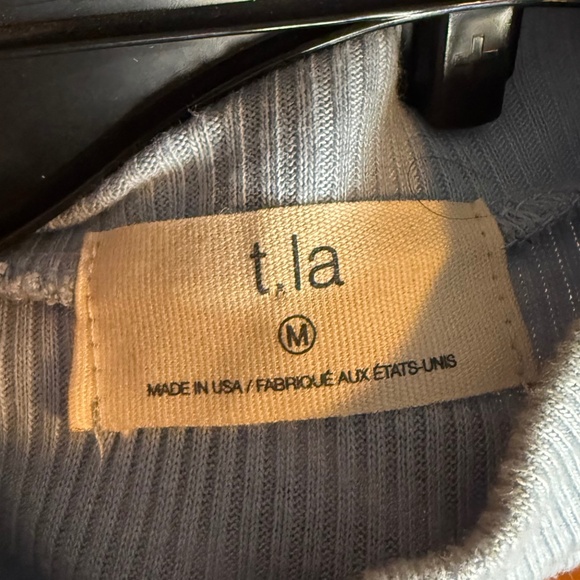 t.la
M
MADE IN USA / FABRIQUÉ AUX ÉTATS-UNIS